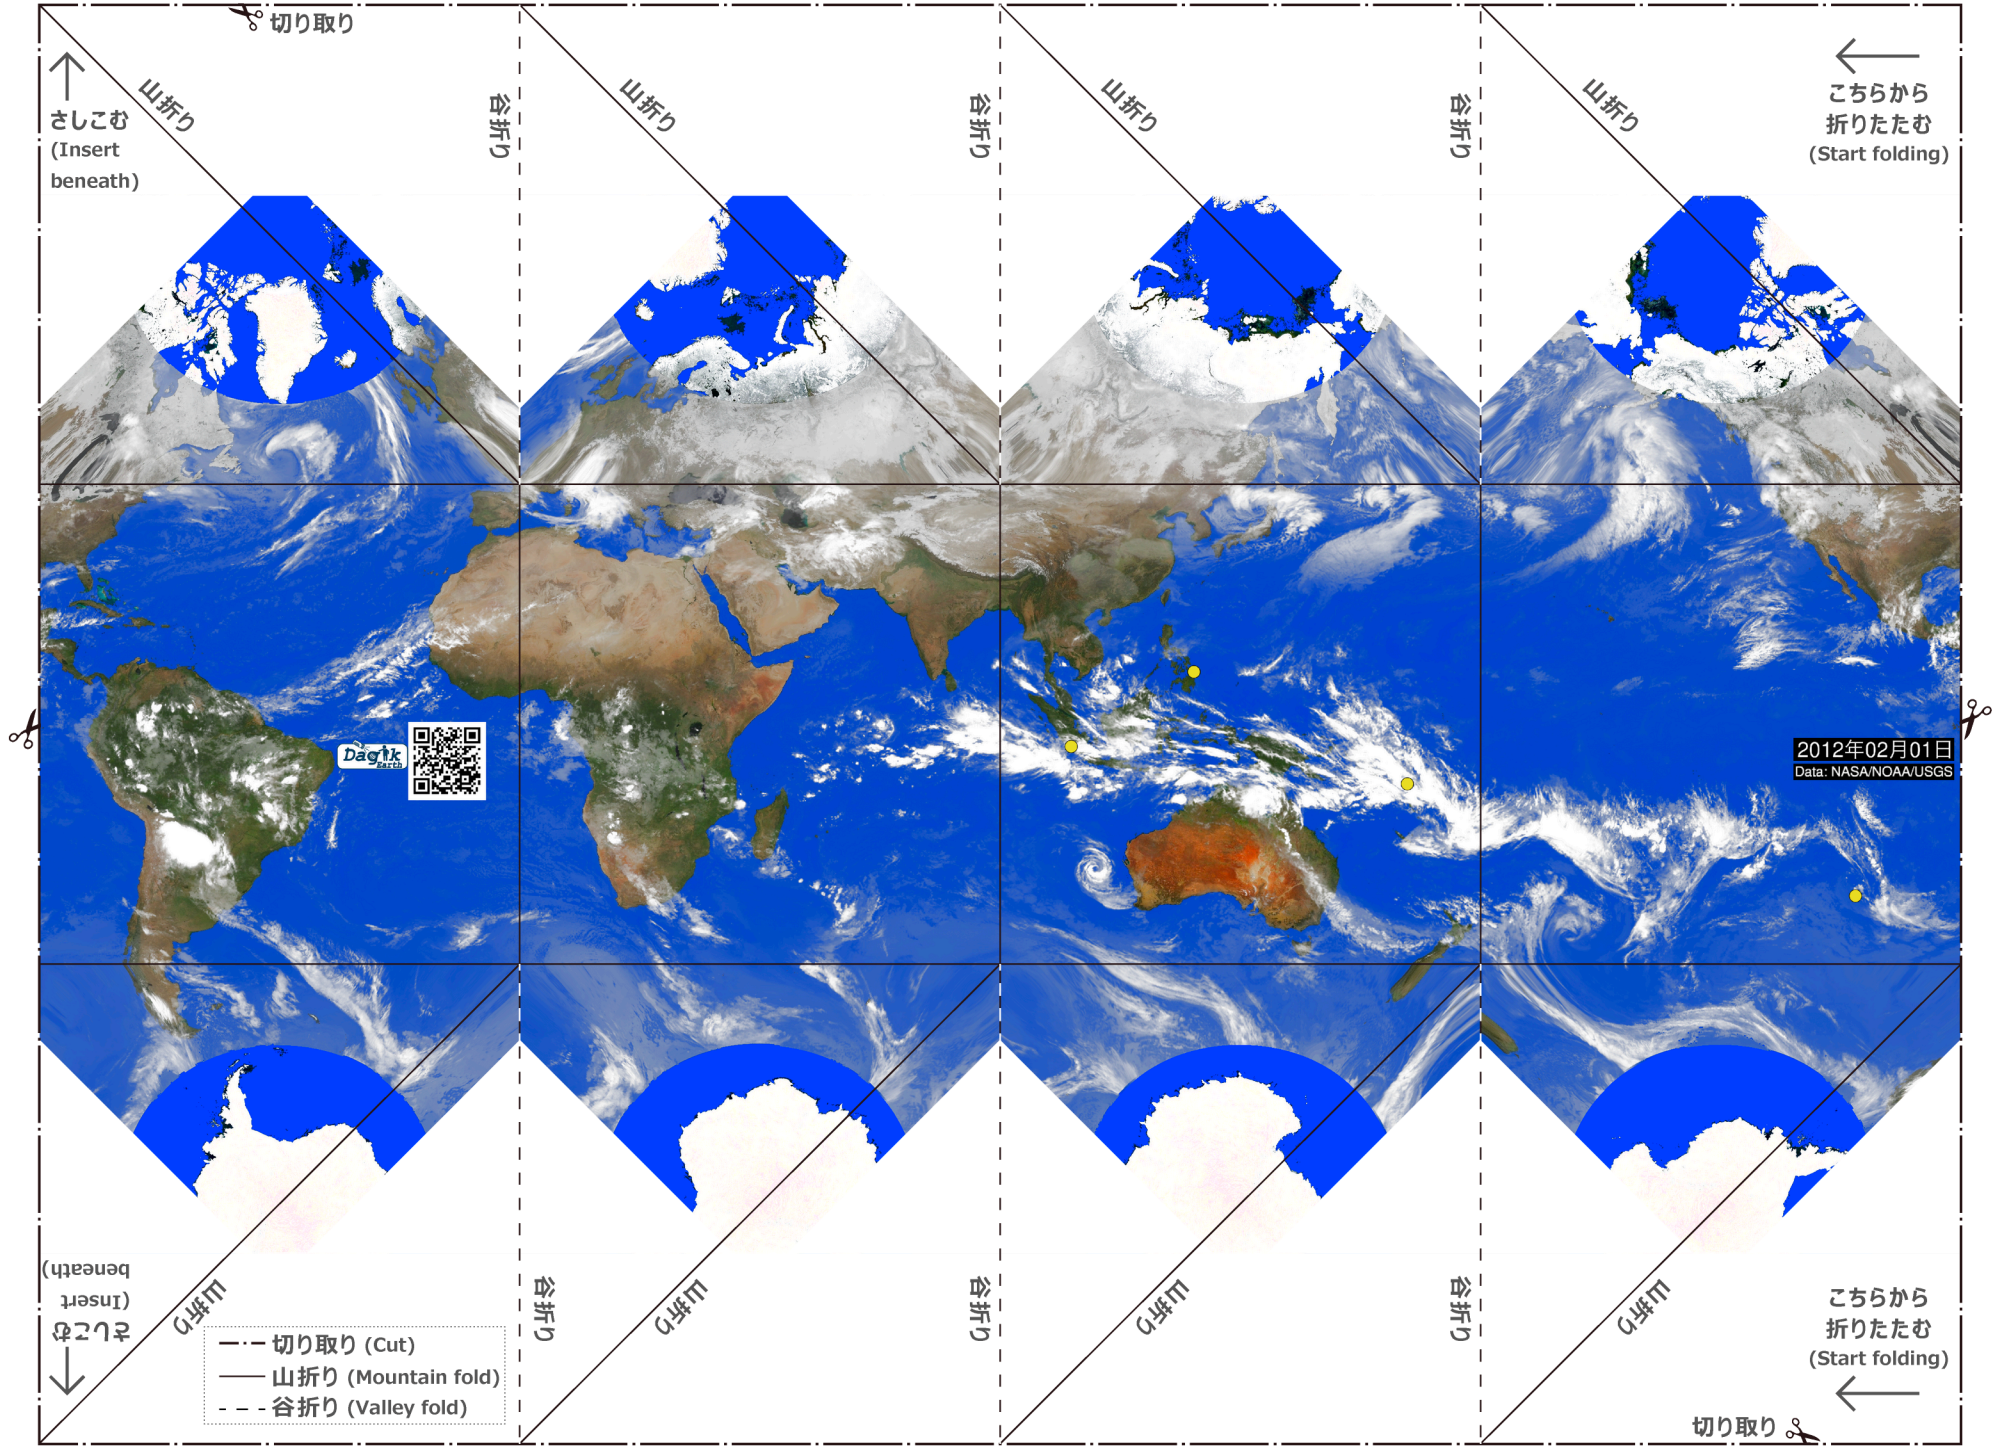 切り取り
さしこむ
(Insert
beneath)
山折り
谷折り
山折り
谷折り
山折り
谷折り
山折り
こちらから
折りたたむ
(Start folding)
Dagik
Earth
2012年02月01日
Data: NASA/NOAA/USGS
さしこむ
(Insert
beneath)
山折り
谷折り
山折り
谷折り
山折り
谷折り
山折り
こちらから
折りたたむ
(Start folding)
切り取り (Cut)
山折り (Mountain fold)
谷折り (Valley fold)
切り取り